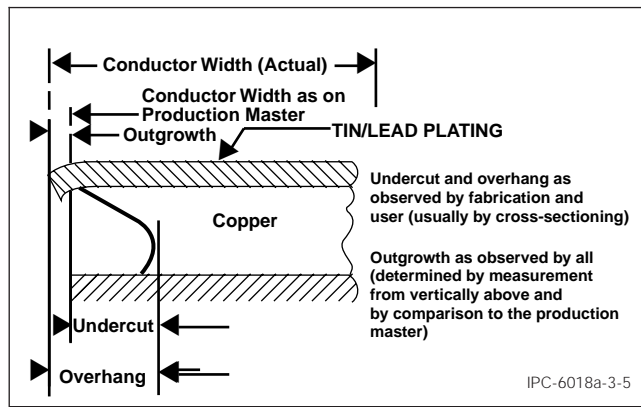 Conductor Width (Actual)
Conductor Width as on
Production Master
Outgrowth
TIN/LEAD PLATING
Undercut and overhang as
observed by fabrication and
user (usually by cross-sectioning)
Copper
Outgrowth as observed by all
(determined by measurement
from vertically above and
by comparison to the production
master)
Undercut
Overhang
IPC-6018a-3-5